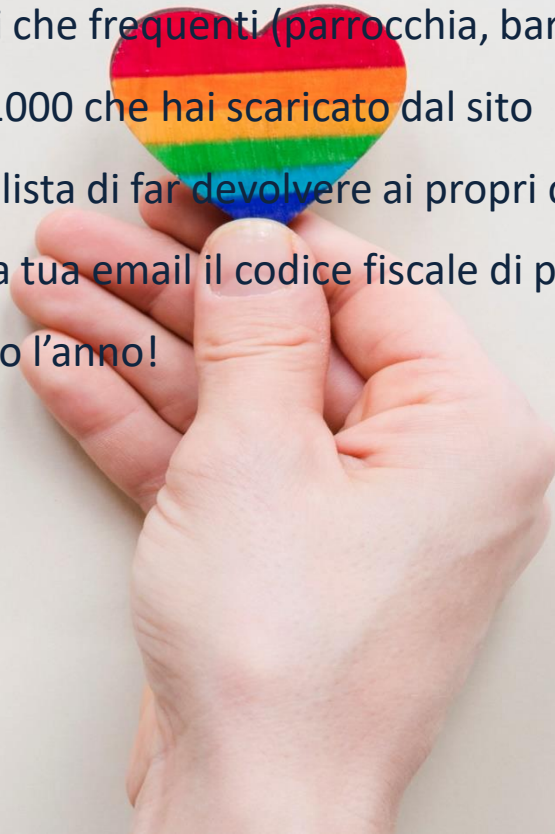 che frequenti (parrocchia, bar
.000 che hai scaricato dal sito
lista di far devolvere ai propri
tua email il codice fiscale di p
o l'anno!